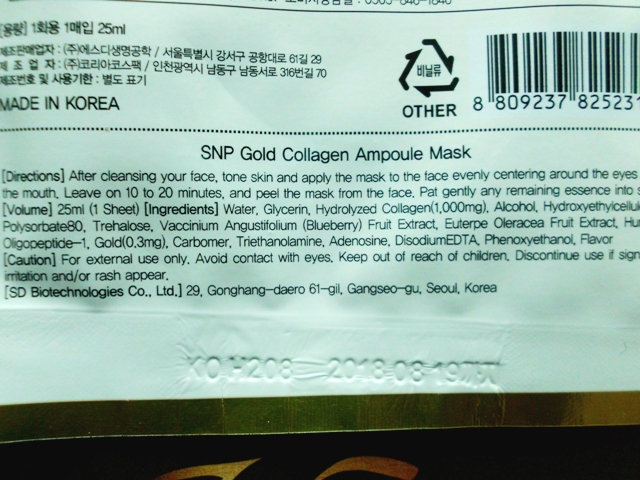 [용량] 1회용 1매입 25ml
제조판매업자 : (주)에스디생명공학 / 서울특별시 강서구 공항대로 61길 29
제 조 업 자 : (주)코리아코스팩 / 인천광역시 남동구 남동서로 316번길 70
제조번호 및 사용기한 : 별도 표기
MADE IN KOREA
비닐류
OTHER
8 809237 825231
SNP Gold Collagen Ampoule Mask
[Directions] After cleansing your face, tone skin and apply the mask to the face evenly centering around the eyes
the mouth. Leave on 10 to 20 minutes, and peel the mask from the face. Pat gently any remaining essence into
[Volume] 25ml (1 Sheet) [Ingredients] Water, Glycerin, Hydrolyzed Collagen(1,000mg), Alcohol, Hydroxyethylcellul
Polysorbate80, Trehalose, Vaccinium Angustifolium (Blueberry) Fruit Extract, Euterpe Oleracea Fruit Extract, Hu
Oligopeptide-1, Gold(0.3mg), Carbomer, Triethanolamine, Adenosine, DisodiumEDTA, Phenoxyethanol, Flavor
[Caution] For external use only. Avoid contact with eyes. Keep out of reach of children. Discontinue use if sign
irritation and/or rash appear.
[SD Biotechnologies Co., Ltd.] 29, Gonghang-daero 61-gil, Gangseo-gu, Seoul, Korea
KO H208 2018 08 19까지